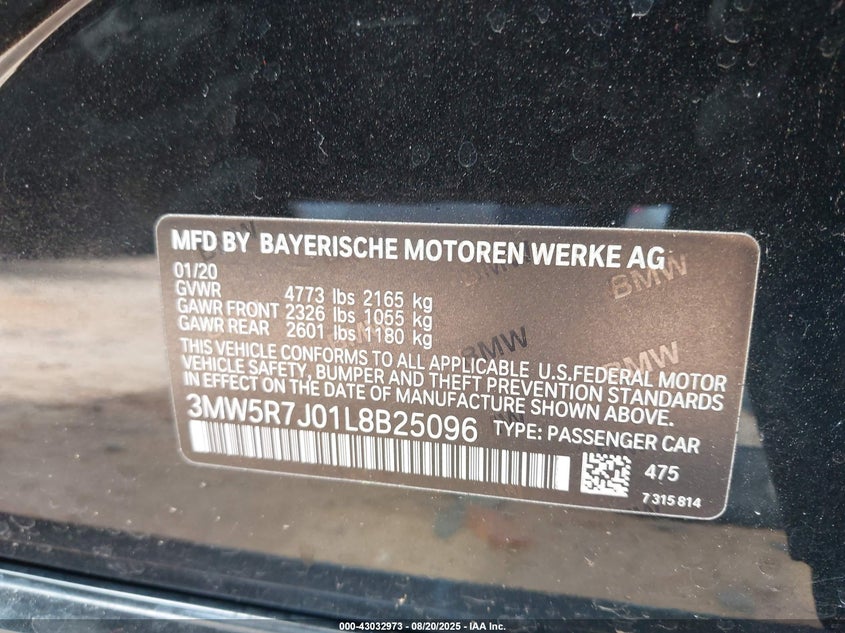 MFD BY BAYERISCHE MOTOREN WERKE AG
01/20
GVWR 4773 lbs 2165 kg
GAWR FRONT 2326 lbs 1055 kg
GAWR REAR 2601 lbs 1180 kg
THIS VEHICLE CONFORMS TO ALL APPLICABLE U.S.FEDERAL MOTOR
VEHICLE SAFETY, BUMPER AND THEFT PREVENTION STANDARDS
IN EFFECT ON THE DATE OF MANUFACTURE SHOWN ABOVE.
3MW5R7J01L8B25096 TYPE: PASSENGER CAR
475
7 315 814
BMW
BMW
BMW
000-43032973 - 08/20/2025 - IAA Inc.